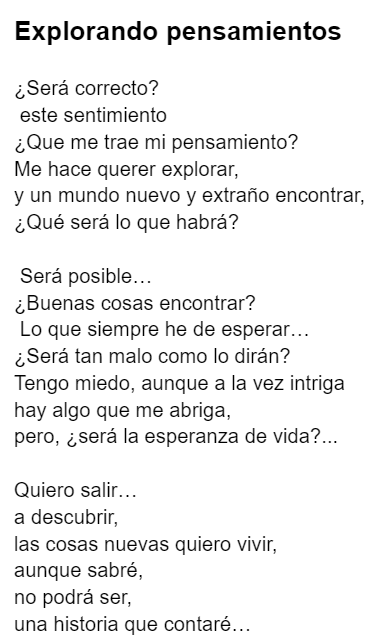 Explorando pensamientos
¿Será correcto?
este sentimiento
¿Que me trae mi pensamiento?
Me hace querer explorar,
y un mundo nuevo y extraño encontrar,
¿Qué será lo que habrá?
Será posible…
¿Buenas cosas encontrar?
Lo que siempre he de esperar…
¿Será tan malo como lo dirán?
Tengo miedo, aunque a la vez intriga
hay algo que me abriga,
pero, ¿será la esperanza de vida?...
Quiero salir…
a descubrir,
las cosas nuevas quiero vivir,
aunque sabré,
no podrá ser,
una historia que contaré…